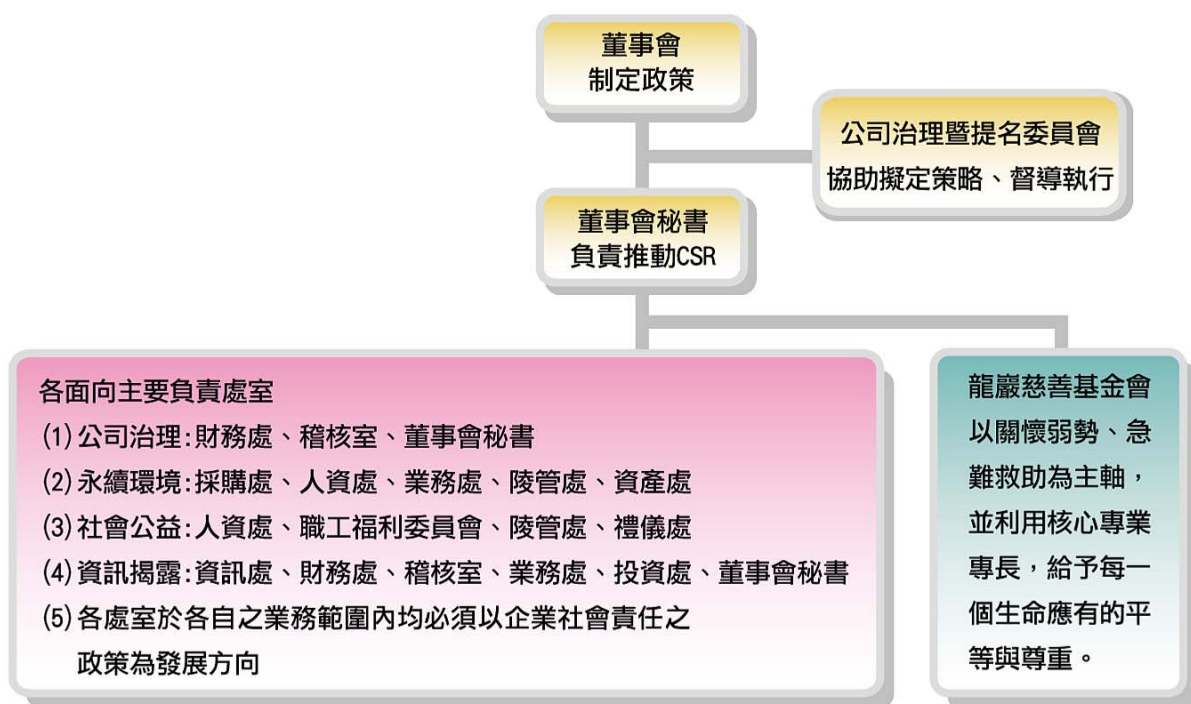 董事會
制定政策
公司治理暨提名委員會
協助擬定策略、督導執行
董事會秘書
負責推動CSR
各面向主要負責處室
(1)公司治理:財務處、稽核室、董事會秘書
(2)永續環境:採購處、人資處、業務處、陵管處、資產處
(3)社會公益:人資處、職工福利委員會、陵管處、禮儀處
(4)資訊揭露:資訊處、財務處、稽核室、業務處、投資處、董事會秘書
(5)各處室於各自之業務範圍內均必須以企業社會責任之
政策為發展方向
龍巖慈善基金會
以關懷弱勢、急
難救助為主軸，
並利用核心專業
專長，給予每一
個生命應有的平
等與尊重。